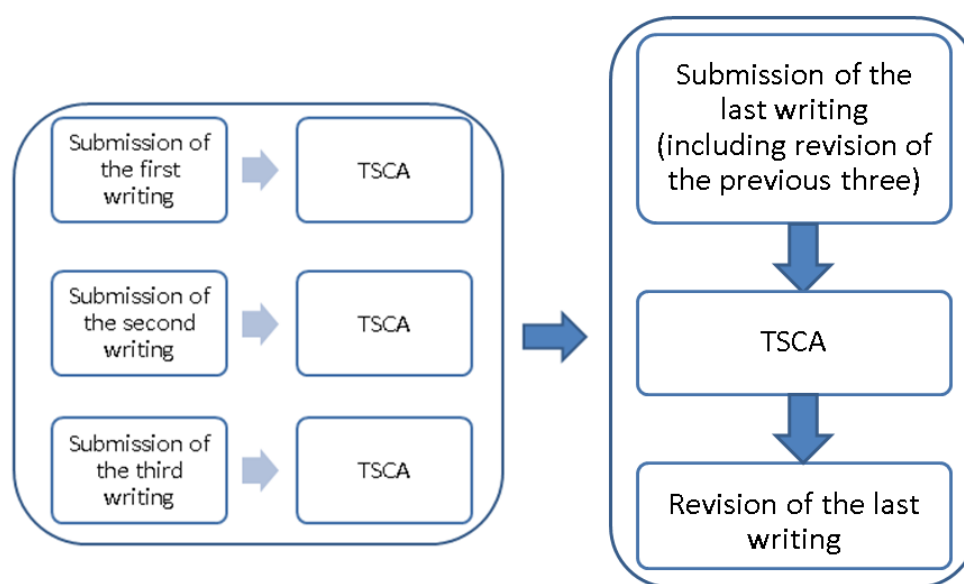 Submission of
the first
writing
TSCA
Submission of
the second
writing
TSCA
Submission of
the third
writing
TSCA
Submission of the
last writing
(including revision of
the previous three)
TSCA
Revision of the last
writing